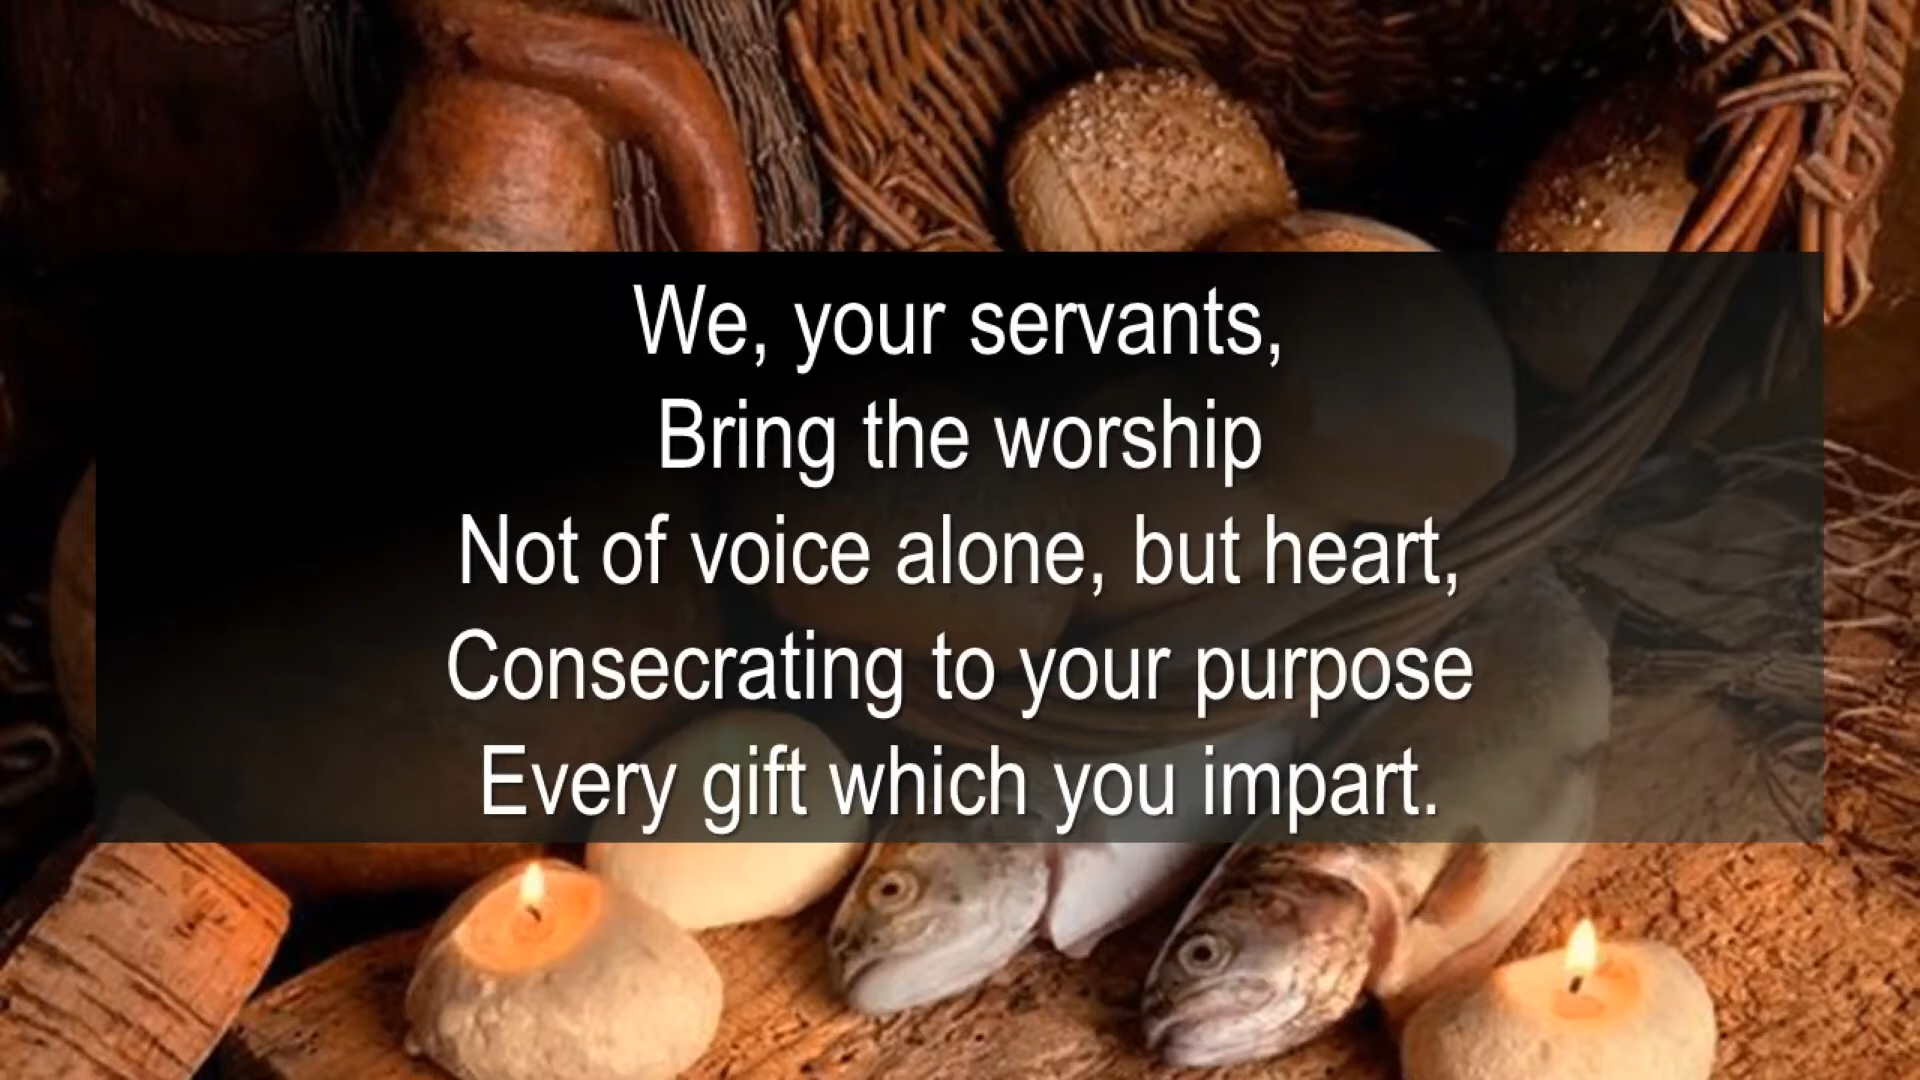 We, your servants,
Bring the worship
Not of voice alone, but heart,
Consecrating to your purpose
Every gift which you impart.